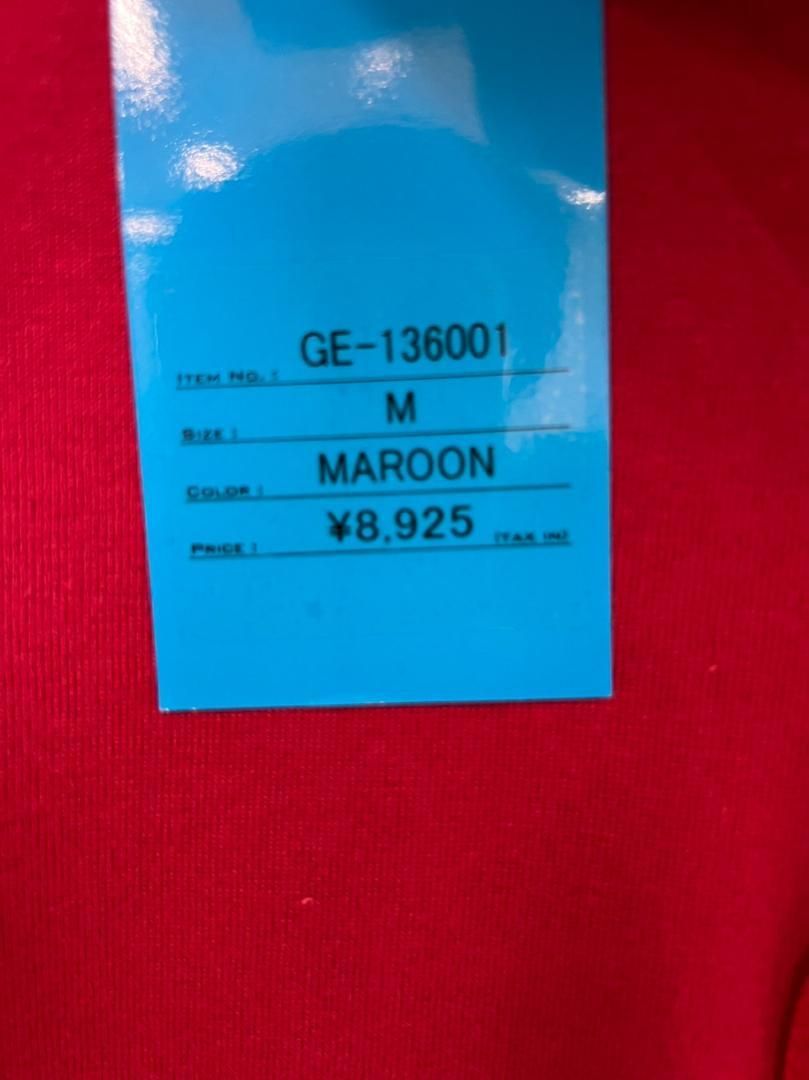 ITEM NO. : GE-136001
SIZE : M
COLOR : MAROON
PRICE : ¥8,925 (TAX IN)